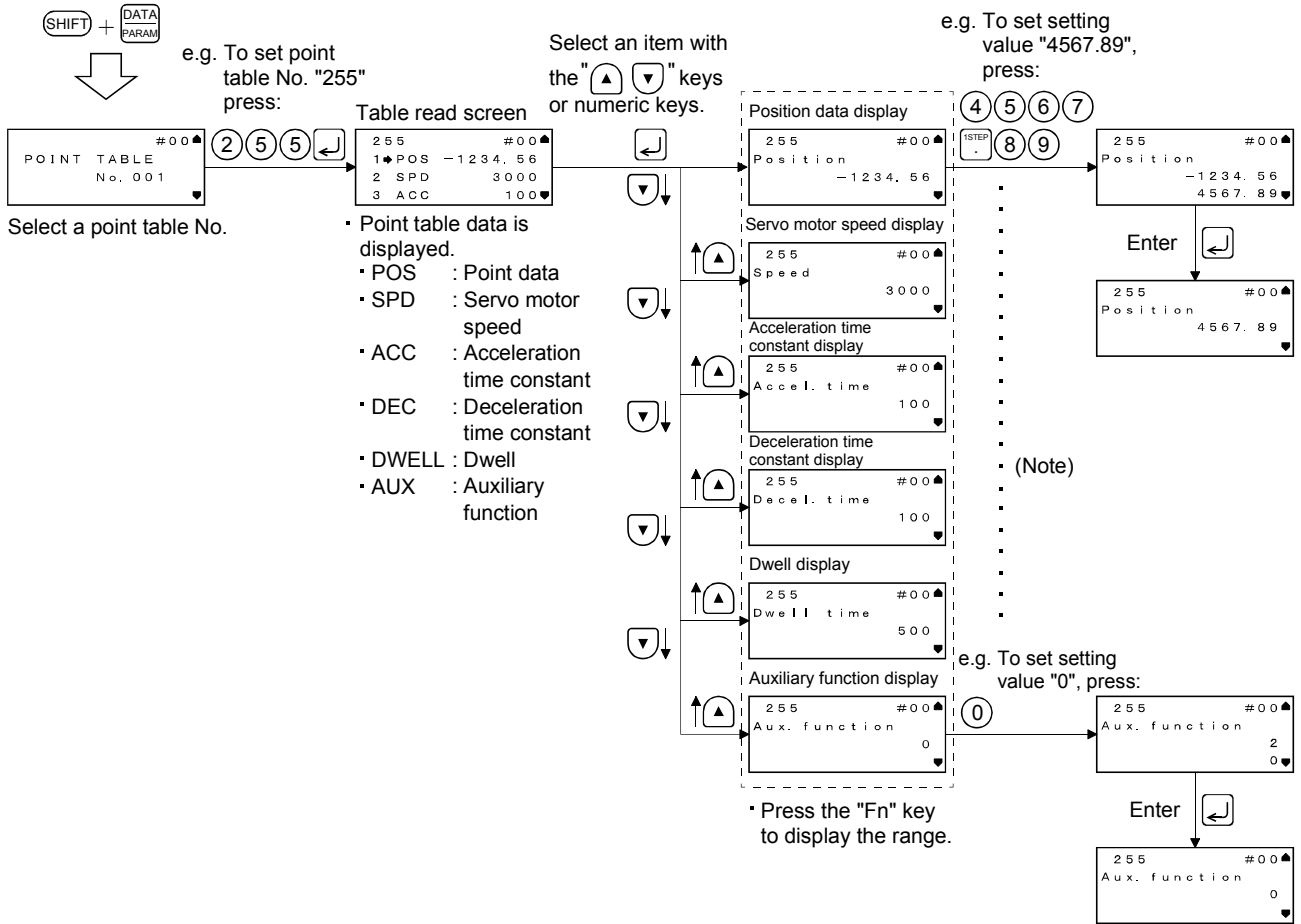 SHIFT + DATA
PARAM
e.g. To set point
table No. "255"
press:
2 5 5
#00
POINT TABLE
No. 001
Select a point table No.
Table read screen
255 #00
1 POS -1234. 56
2 SPD 3000
3 ACC 100
Point table data is
displayed.
POS : Point data
SPD : Servo motor
speed
ACC : Acceleration
time constant
DEC : Deceleration
time constant
DWELL : Dwell
AUX : Auxiliary
function
Select an item with
the " ▲ ▼ " keys
or numeric keys.
Position data display
255 #00
Position
-1234. 56
Servo motor speed display
255 #00
Speed
3000
Acceleration time
constant display
255 #00
Accel. time
100
Deceleration time
constant display
255 #00
Decel. time
100
Dwell display
255 #00
Dwell time
500
Auxiliary function display
255 #00
Aux. function
0
Press the "Fn" key
to display the range.
e.g. To set setting
value "4567.89",
press:
4 5 6 7
1STEP
. 8 9
255 #00
Position
-1234. 56
4567. 89
Enter
255 #00
Position
4567. 89
(Note)
e.g. To set setting
value "0", press:
0
255 #00
Aux. function
2
0
Enter
255 #00
Aux. function
0